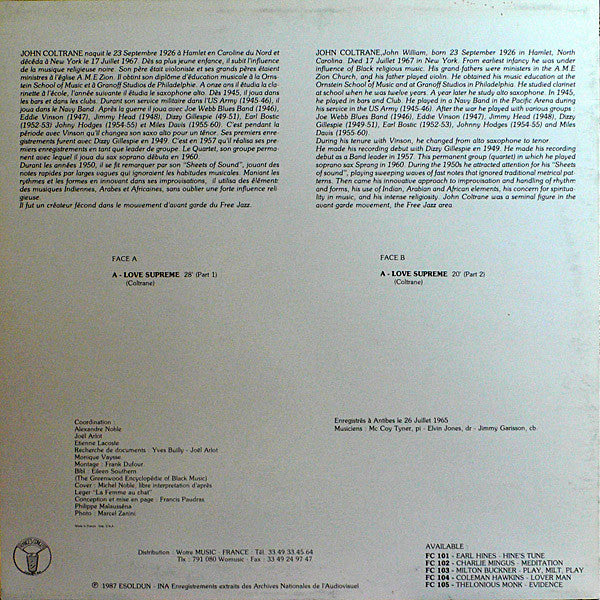 JOHN COLTRANE naquit le 23 Septembre 1926 à Hamlet en Caroline du Nord et
décéda à New York le 17 Juillet 1967. Dès sa plus jeune enfance, il subit l'influence
de la musique religieuse noire. Son père était violoniste et ses grands pères étaient
ministres à l'église A.M.E Zion. Il obtint son diplôme d'éducation musicale à la Orns-
tein School of Music et à Granoff Studios de Philadelphie. A onze ans il étudia la cla-
rinette à l'école, l'année suivante il étudia le saxophone alto. Dès 1945, il joua dans
les bars et dans les clubs. Durant son service militaire dans l'US Army (1945-46), il
joua dans le Navy Band. Après la guerre il joua avec Joe Webb Blues Band (1946),
Eddie Vinson (1947), Jimmy Head (1948), Dizzy Gillespie (49-51), Earl Bostic
(1952-53) Johny Hodges (1954-55) et Miles Davis (1955 60). C'est pendant la
période avec Vinson qu'il changea son saxo alto pour un ténor. Ses premiers enre-
gistrements furent avec Dizzy Gillespie en 1949. C'est en 1957 qu'il réalisa ses pre-
miers enregistrements en tant que leader de groupe. Le Quartet, son groupe perma-
nent avec lequel il joua du sax soprano débuta en 1960.
Durant les années 1950, il se fit remarquer par son "Sheets of Sound", jouant des
notes rapides par larges vagues qui ignoraient les habitudes musicales. Maniant les
rythmes et les formes en innovant dans ses improvisations, il utilisa des élément-
des musiques Indiennes, Arabes et Africaines, sans oublier une forte influence reli
gieuse.
Il fut un créateur fécond dans le mouvement d'avant garde du Free Jazz.
JOHN COLTRANE, John William, born 23 September 1926 in Hamlet, North
Carolina. Died 17 Juillet 1967 in New York. From earliest infancy he was under
influence of Black religious music. His grand fathers were ministers in the A M E
Zion Church, and his father played violin. He obtained his music education at the
Ornstein School of Music and at Granoff Studios in Philadelphia. He studied clarinet
at school when he was twelve years. A year later he study alto saxophone. In 1945,
he played in bars and Club. He played in a Navy Band in the Pacific Arena during
his service in the US Army (1945-46). After the war he played with various groups :
Joe Webb Blues Band (1946), Eddie Vinson (1947), Jimmy Head (1948), Dizzy
Gillespie (1949-51), Earl Bostic (1952-53), Johnny Hodges (1954-55) and Miles
Davis (1955-60).
During his tenure with Vinson, he changed from alto saxophone to tenor.
He made his recording debut with Dizzy Gillespie en 1949. He made his recording
debut as a Band leader in 1957. This permanent group (quartet) in which he played
soprano sax Sprang in 1960. During the 1950s he attracted attention for his "Sheets
of sound", playing sweeping waves of fast notes that ignored traditional metrical pat-
terns. Then came his innovative approach to improvisation and handling of rhythm
and forms, his use of Indian, Arabian and African elements, his concern for spiritua-
lity in music, and his intense religiosity. John Coltrane was a seminal figure in the
avant-garde movement, the Free Jazz area
FACE A
A - LOVE SUPREME 28' (Part 1)
(Coltrane)
FACE B
A - LOVE SUPREME 20' (Part 2)
(Coltrane)
Enregistrés à Antibes le 26 Juillet 1965
Musiciens : Mc Coy Tyner, pi - Elvin Jones, dr - Jimmy Garisson, cb.
Coordination :
Alexandre Noble
Joël Arlot
Etienne Lacoste
Recherche de documents : Yves Builly - Joël Arlot
Monique Vaysse
Montage : Frank Dufour.
Bibl : Eileen Southern
(The Greenwood Encyclopédie of Black Music)
Cover : Michel Noble, libre interpretation d'après
Leger "La Femme au chat"
Conception et mise en page : Francis Paudras
Philippe Malausséna
Photo : Marcel Zanini.
Distribution : Wotre MUSIC - FRANCE : Tél. 33.49.33.45.64
Tlx : 791 080 Womusic - Fax : 33 49 24 97 47
℗ 1987 ESOLDUN - INA Enregistrements extraits des Archives Nationales de l'Audiovisuel
AVAILABLE :
FC 101 - EARL HINES - HINE'S TUNE
FC 102 - CHARLIE MINGUS - MEDITATION
FC 103 - MILTON BUCKNER - PLAY, MILT, PLAY
FC 104 - COLEMAN HAWKINS - LOVER MAN
FC 105 - THELONIOUS MONK - EVIDENCE